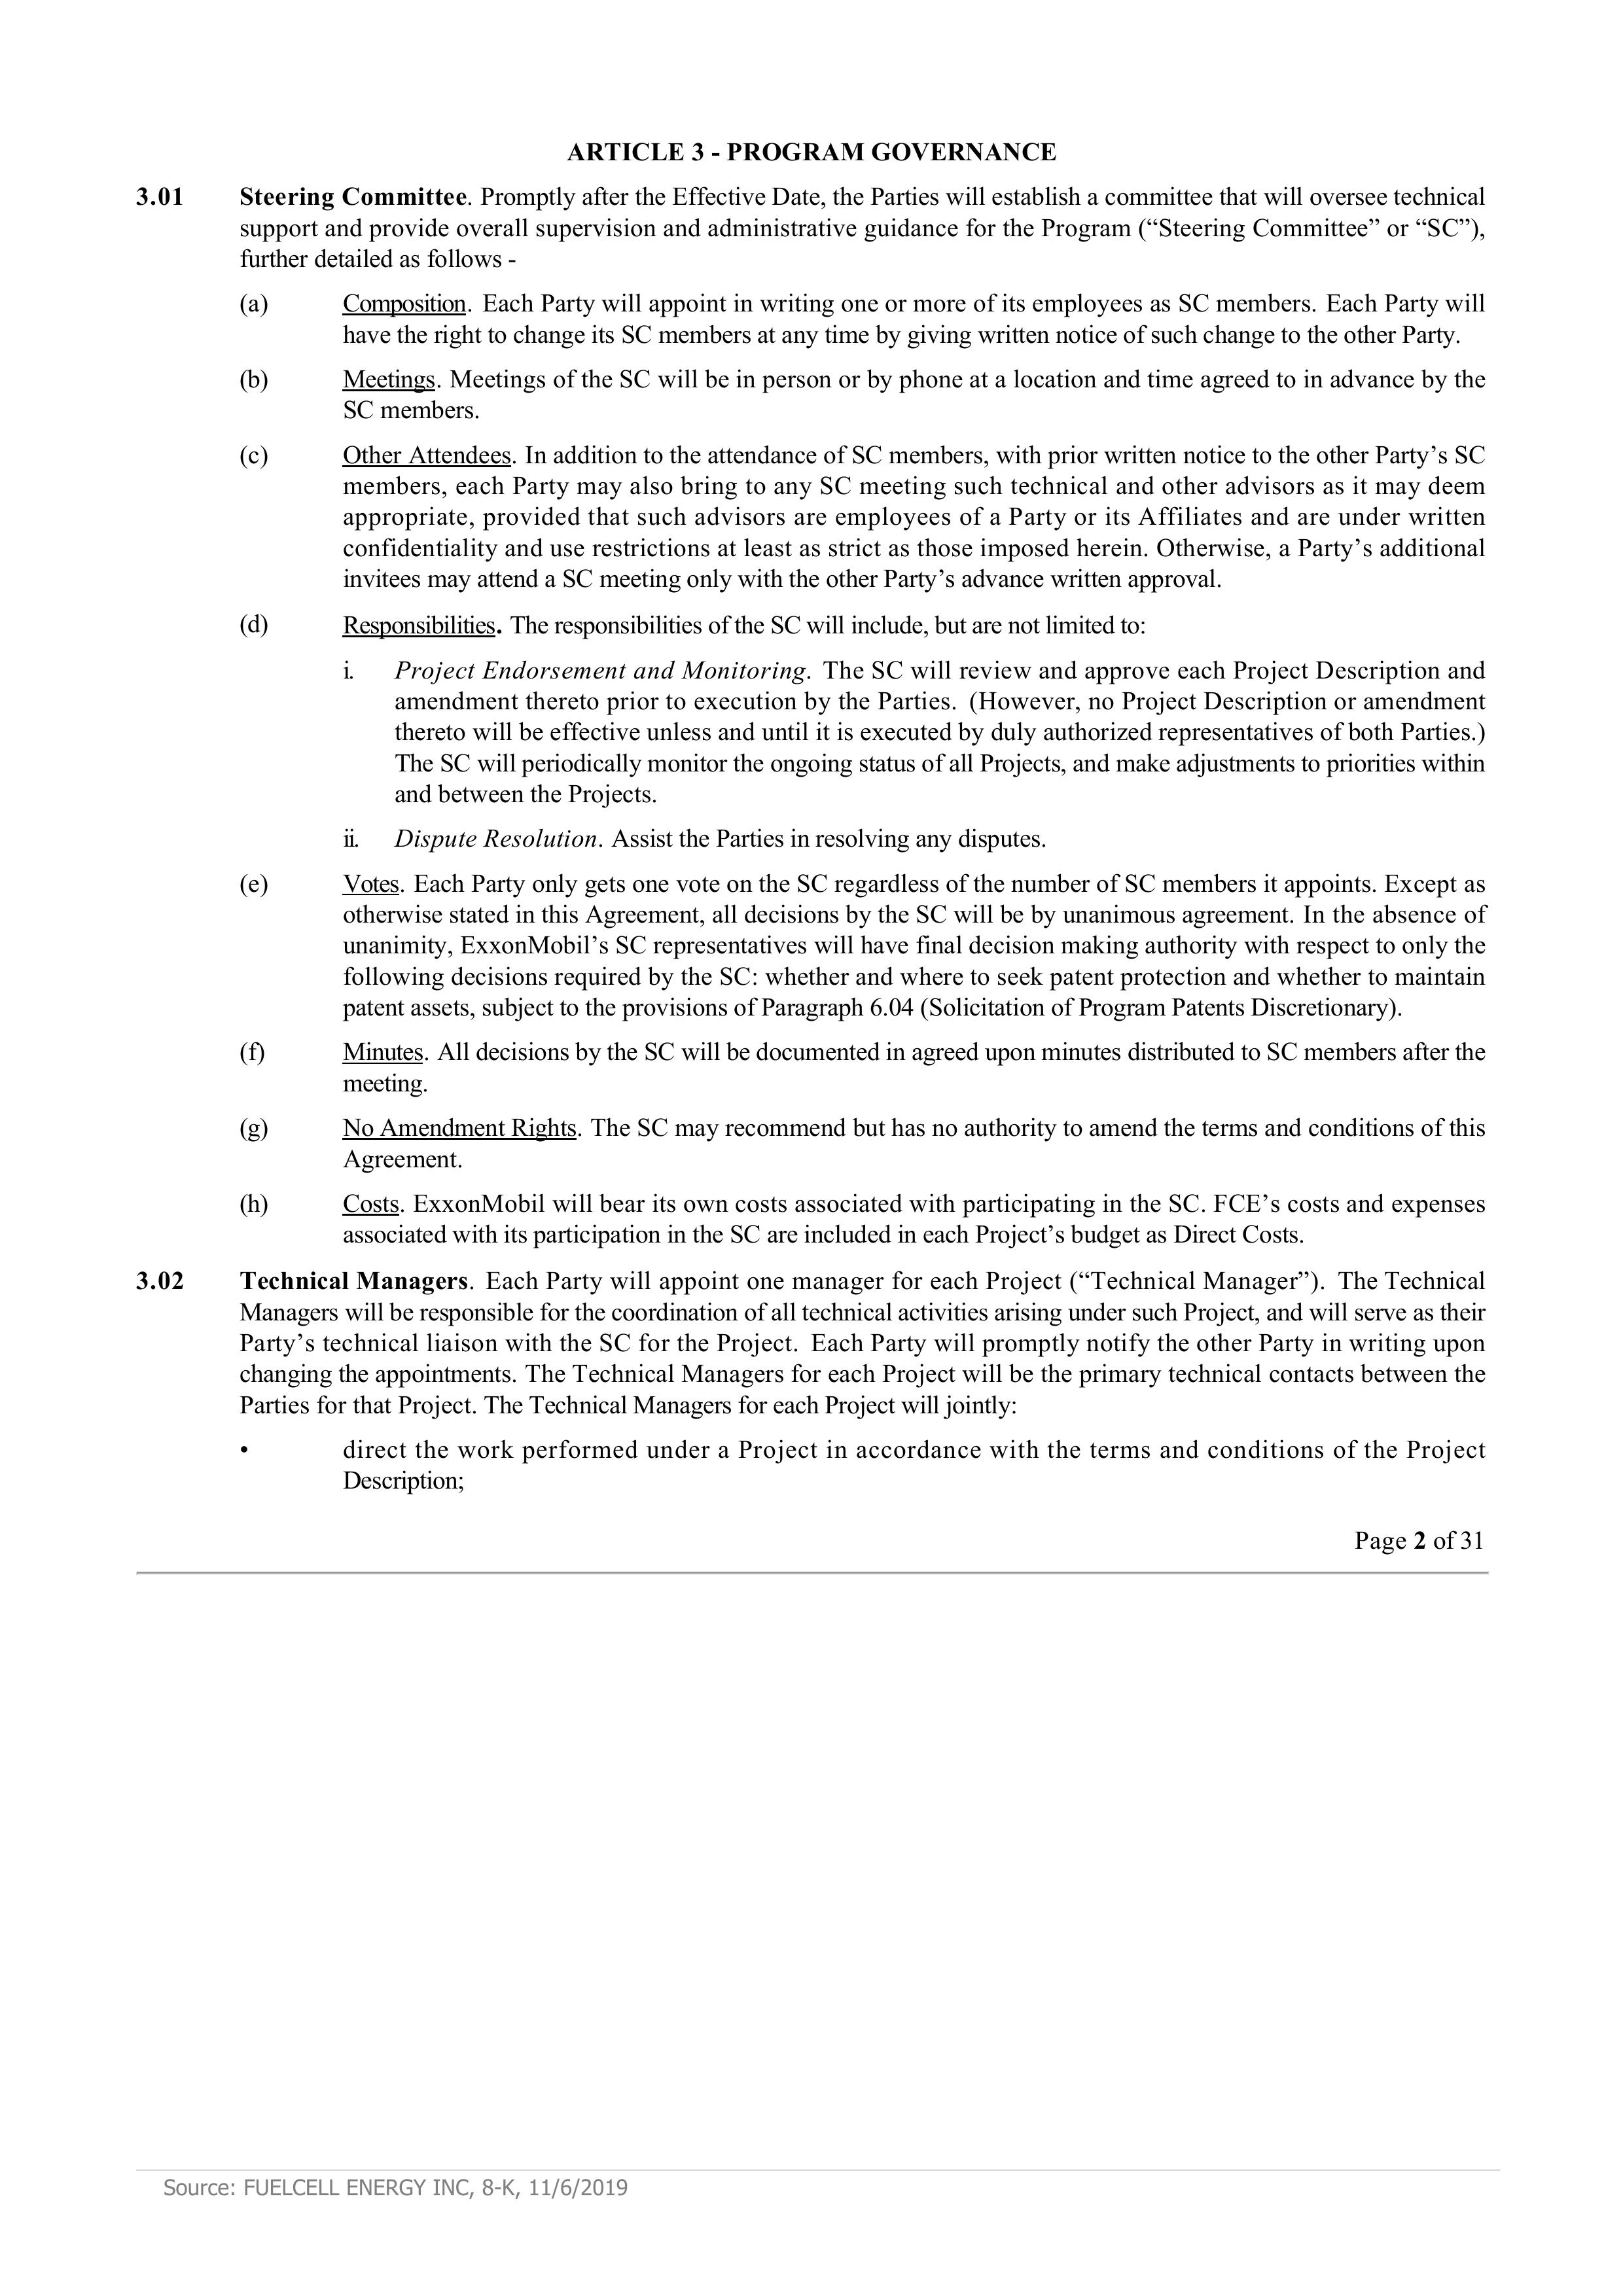 ARTICLE 3 - PROGRAM GOVERNANCE
3.01 Steering Committee. Promptly after the Effective Date, the Parties will establish a committee that will oversee technical
support and provide overall supervision and administrative guidance for the Program (“Steering Committee” or “SC”),
further detailed as follows -
(a) Composition. Each Party will appoint in writing one or more of its employees as SC members. Each Party will
have the right to change its SC members at any time by giving written notice of such change to the other Party.
(b) Meetings. Meetings of the SC will be in person or by phone at a location and time agreed to in advance by the
SC members.
(c) Other Attendees. In addition to the attendance of SC members, with prior written notice to the other Party’s SC
members, each Party may also bring to any SC meeting such technical and other advisors as it may deem
appropriate, provided that such advisors are employees of a Party or its Affiliates and are under written
confidentiality and use restrictions at least as strict as those imposed herein. Otherwise, a Party’s additional
invitees may attend a SC meeting only with the other Party’s advance written approval.
(d) Responsibilities. The responsibilities of the SC will include, but are not limited to:
i. Project Endorsement and Monitoring. The SC will review and approve each Project Description and
amendment thereto prior to execution by the Parties. (However, no Project Description or amendment
thereto will be effective unless and until it is executed by duly authorized representatives of both Parties.)
The SC will periodically monitor the ongoing status of all Projects, and make adjustments to priorities within
and between the Projects.
ii. Dispute Resolution. Assist the Parties in resolving any disputes.
(e) Votes. Each Party only gets one vote on the SC regardless of the number of SC members it appoints. Except as
otherwise stated in this Agreement, all decisions by the SC will be by unanimous agreement. In the absence of
unanimity, ExxonMobil’s SC representatives will have final decision making authority with respect to only the
following decisions required by the SC: whether and where to seek patent protection and whether to maintain
patent assets, subject to the provisions of Paragraph 6.04 (Solicitation of Program Patents Discretionary).
(f) Minutes. All decisions by the SC will be documented in agreed upon minutes distributed to SC members after the
meeting.
(g) No Amendment Rights. The SC may recommend but has no authority to amend the terms and conditions of this
Agreement.
(h) Costs. ExxonMobil will bear its own costs associated with participating in the SC. FCE’s costs and expenses
associated with its participation in the SC are included in each Project’s budget as Direct Costs.
3.02 Technical Managers. Each Party will appoint one manager for each Project (“Technical Manager”). The Technical
Managers will be responsible for the coordination of all technical activities arising under such Project, and will serve as their
Party’s technical liaison with the SC for the Project. Each Party will promptly notify the other Party in writing upon
changing the appointments. The Technical Managers for each Project will be the primary technical contacts between the
Parties for that Project. The Technical Managers for each Project will jointly:
• direct the work performed under a Project in accordance with the terms and conditions of the Project
Description;
Page 2 of 31
Source: FUELCELL ENERGY INC, 8-K, 11/6/2019